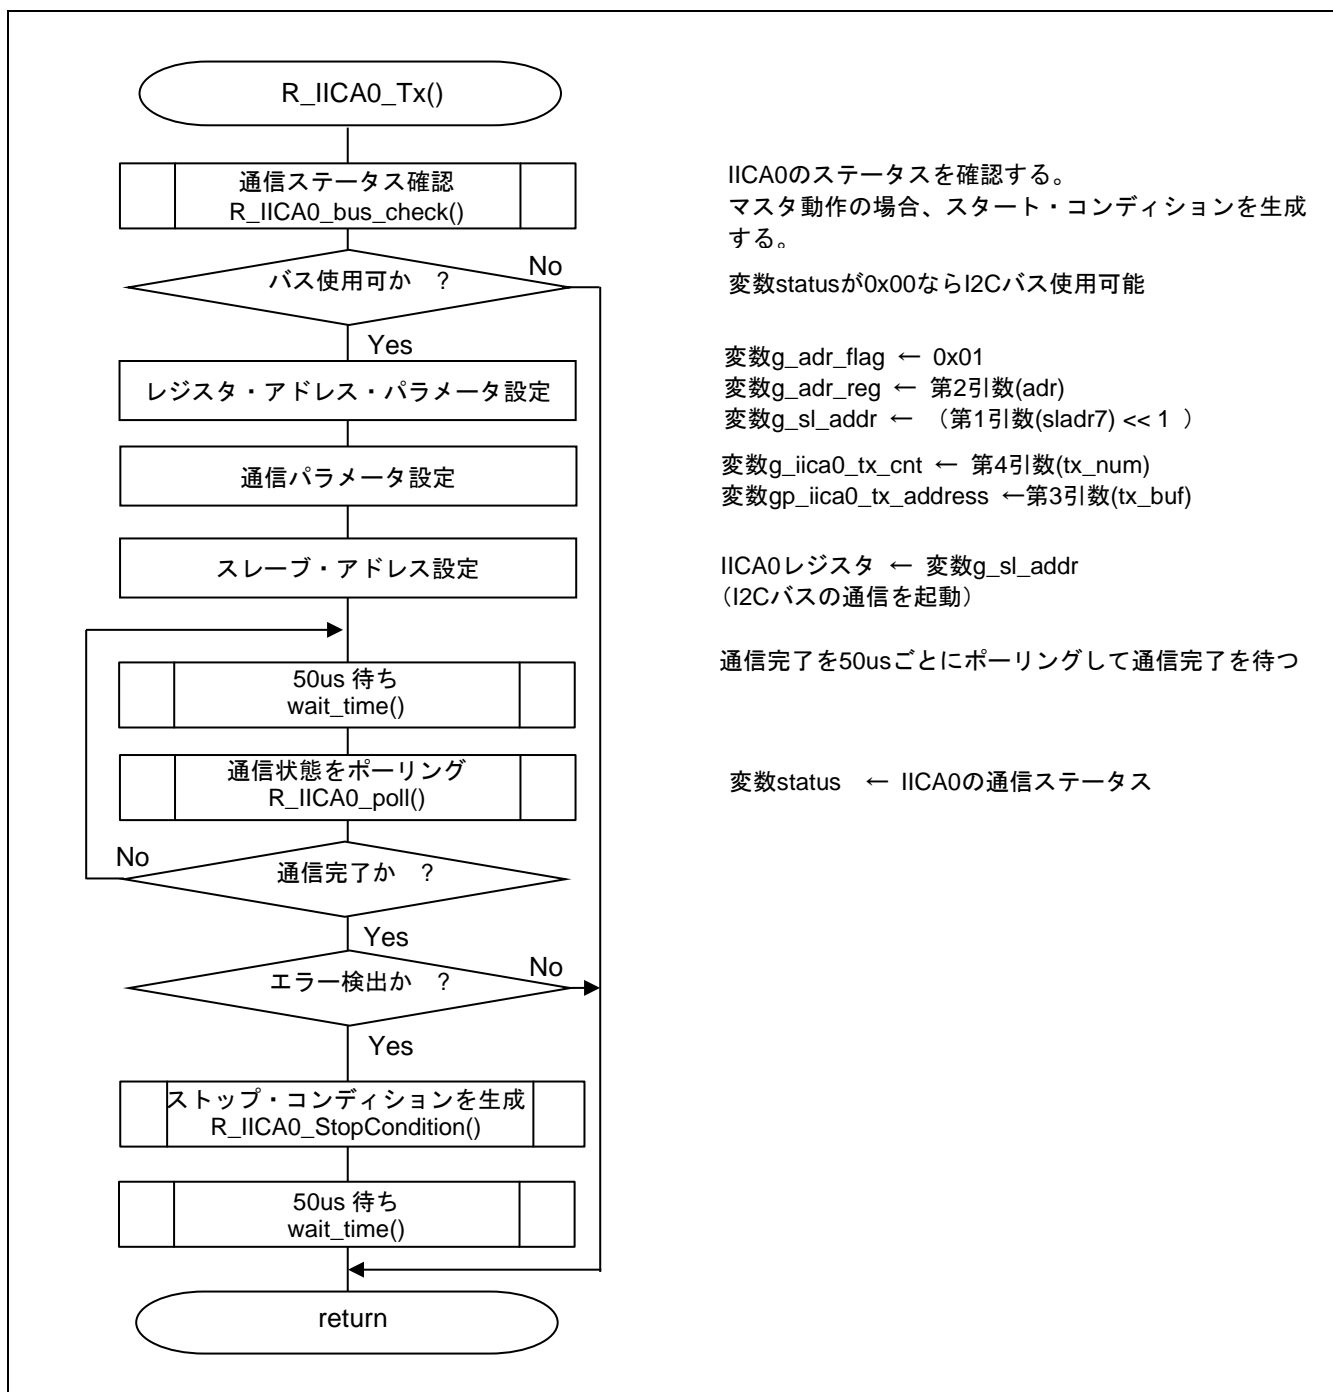 R_IICA0_Tx()
通信ステータス確認
R_IICA0_bus_check()
IICA0のステータスを確認する。
マスタ動作の場合、スタート・コンディションを生成
する。
バス使用可か　？
No
変数statusが0x00ならI2Cバス使用可能
Yes
レジスタ・アドレス・パラメータ設定
変数g_adr_flag ← 0x01
変数g_adr_reg ← 第2引数(adr)
変数g_sl_addr ← （第1引数(sladr7) << 1 ）
通信パラメータ設定
変数g_iica0_tx_cnt ← 第4引数(tx_num)
変数gp_iica0_tx_address ←第3引数(tx_buf)
スレーブ・アドレス設定
IICA0レジスタ ← 変数g_sl_addr
（I2Cバスの通信を起動）
50us 待ち
wait_time()
通信完了を50usごとにポーリングして通信完了を待つ
通信状態をポーリング
R_IICA0_poll()
変数status　← IICA0の通信ステータス
No
通信完了か　？
Yes
エラー検出か　？
No
Yes
ストップ・コンディションを生成
R_IICA0_StopCondition()
50us 待ち
wait_time()
return